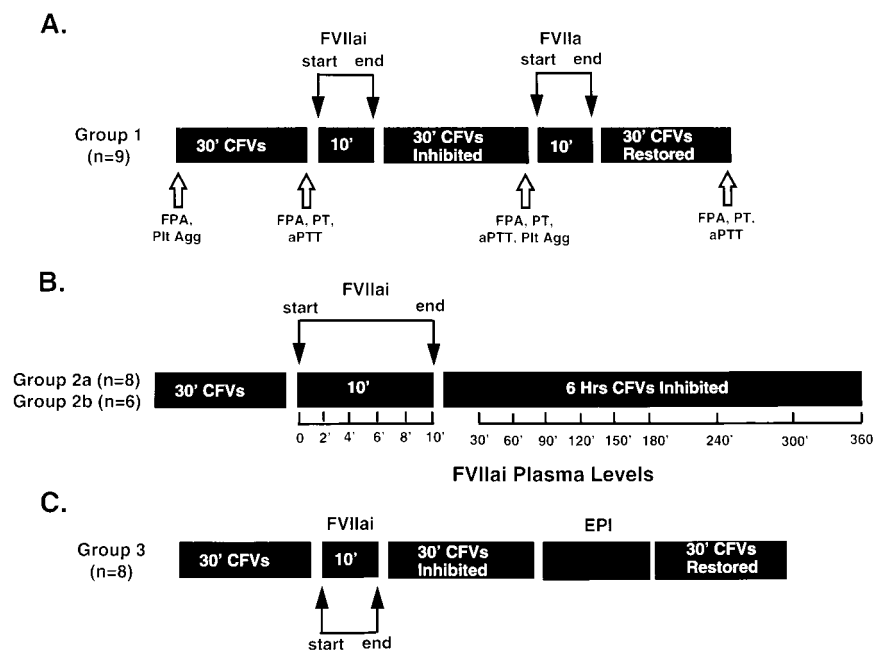 A.
FVIIai
FVIIa
start end
start end
Group 1
(n=9)
30' CFVs
10'
30' CFVs
Inhibited
10'
30' CFVs
Restored
FPA,
Plt Agg
FPA, PT,
aPTT
FPA, PT,
aPTT, Plt Agg
FPA, PT,
aPTT
B.
FVIIai
start end
Group 2a (n=8)
Group 2b (n=6)
30' CFVs
10'
6 Hrs CFVs Inhibited
0 2' 4' 6' 8' 10' 30' 60' 90' 120' 150' 180' 240' 300' 360
FVIIai Plasma Levels
C.
FVIIai
EPI
Group 3
(n=8)
30' CFVs
10'
30' CFVs
Inhibited
30' CFVs
Restored
start end